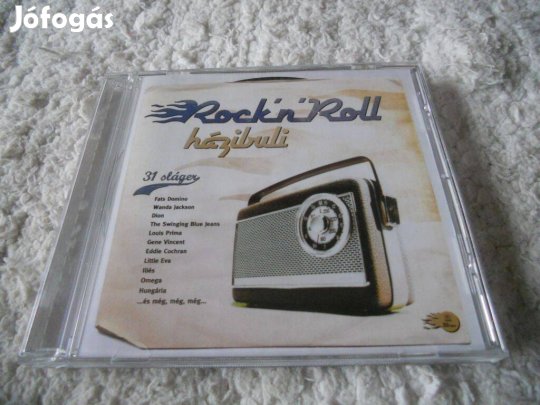 Jófogás
Rock'n'Roll
házibuli
31 sláger
Fats Domino
Wanda Jackson
Dion
The Swinging Blue Jeans
Louis Prima
Gene Vincent
Eddie Cochran
Little Eva
Illés
Omega
Hungária
...és még, még, még...